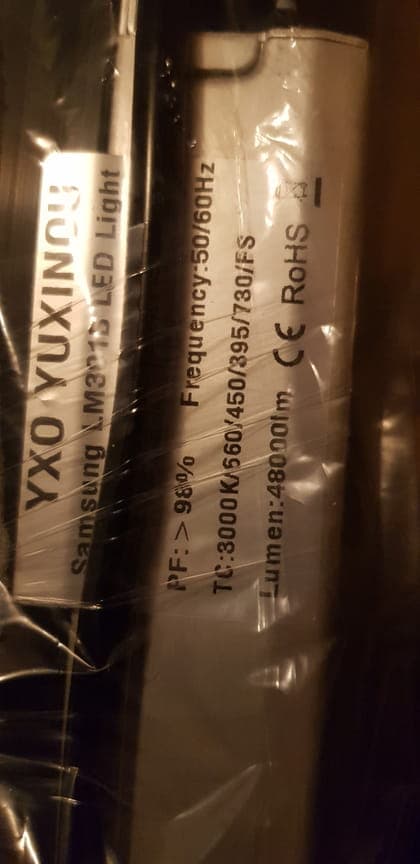 YXO YUXINOU
Samsung LM301B LED Light
PF: > 98% Frequency:50/60Hz
TC:3000K/660/450/395/730/FS
Lumen:48000lm CE RoHS